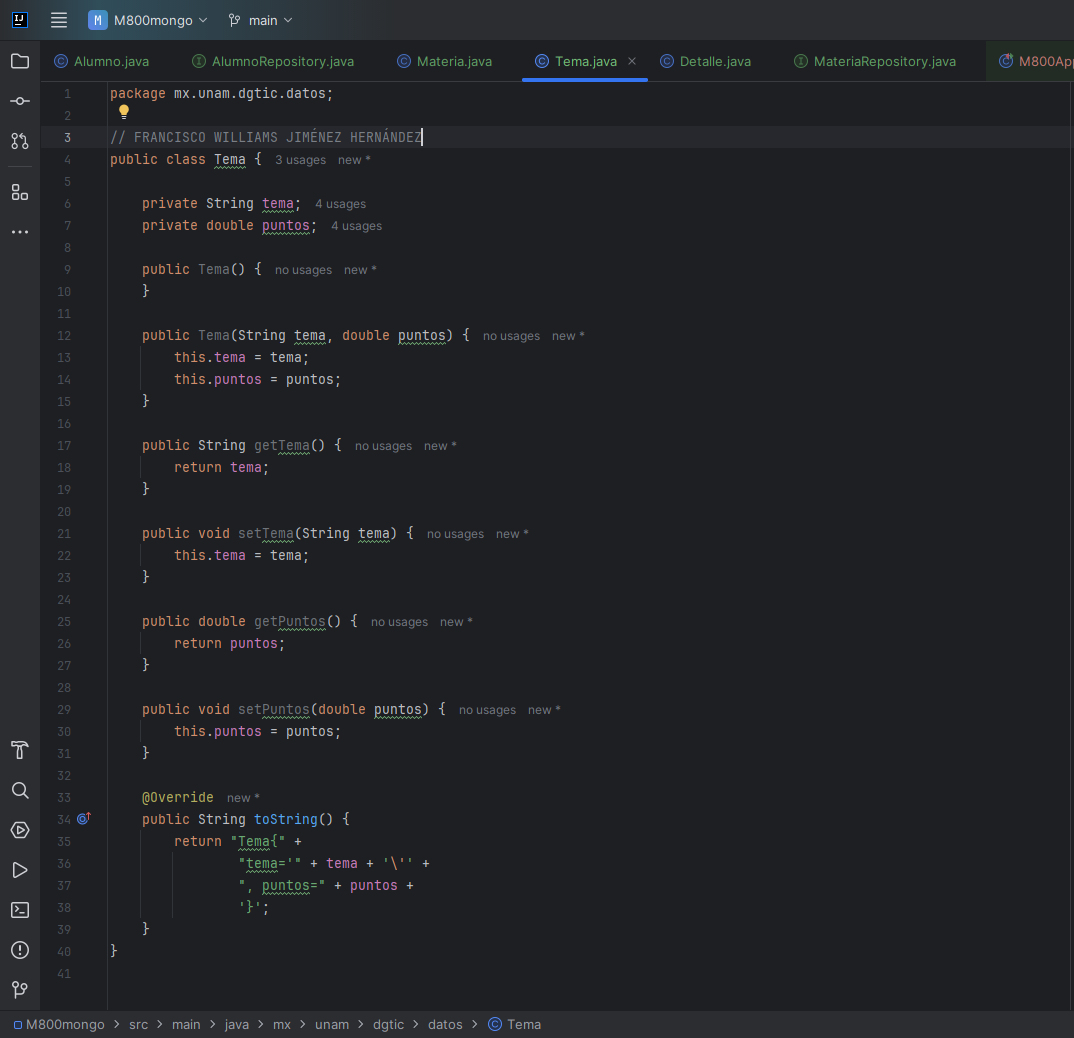 IJ M M800mongo main
Alumno.java AlumnoRepository.java Materia.java Tema.java Detalle.java MateriaRepository.java M800App
1 package mx.unam.dgtic.datos;
2
3 // FRANCISCO WILLIAMS JIMÉNEZ HERNÁNDEZ
4 public class Tema { 3 usages new *
5
6 private String tema; 4 usages
7 private double puntos; 4 usages
8
9 public Tema() { no usages new *
10 }
11
12 public Tema(String tema, double puntos) { no usages new *
13 this.tema = tema;
14 this.puntos = puntos;
15 }
16
17 public String getTema() { no usages new *
18 return tema;
19 }
20
21 public void setTema(String tema) { no usages new *
22 this.tema = tema;
23 }
24
25 public double getPuntos() { no usages new *
26 return puntos;
27 }
28
29 public void setPuntos(double puntos) { no usages new *
30 this.puntos = puntos;
31 }
32
33 @Override new *
34 public String toString() {
35 return "Tema{" +
36 "tema='" + tema + '\'' +
37 ", puntos=" + puntos +
38 '}';
39 }
40 }
41
M800mongo > src > main > java > mx > unam > dgtic > datos > C Tema